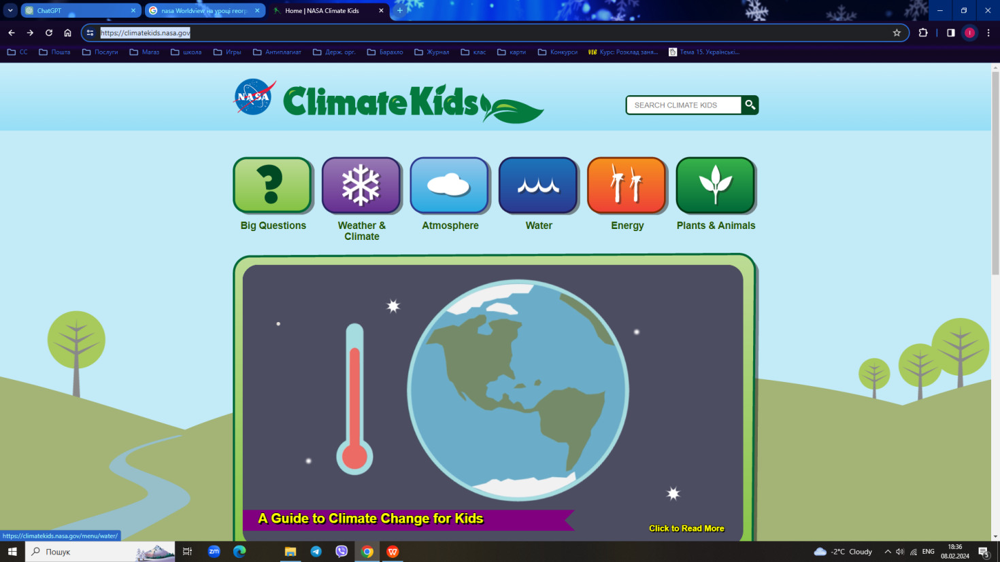 ChatGPT
nasa Worldview на уроці геогр
Home | NASA Climate Kids
https://climatekids.nasa.gov
СС
Пошта
Послуги
Магаз
школа
Игры
Антиплагиат
Держ. орг.
Барахло
Журнал
клас
карти
Конкурси
VLE Курс: Розклад заня...
Тема 15. Українські...
NASA
Climate Kids
SEARCH CLIMATE KIDS
?
Big Questions
Weather &
Climate
Atmosphere
Water
Energy
Plants & Animals
A Guide to Climate Change for Kids
Click to Read More
https://climatekids.nasa.gov/menu/water/
Пошук
zm
W
-2°C Cloudy
ENG
18:36
08.02.2024
5